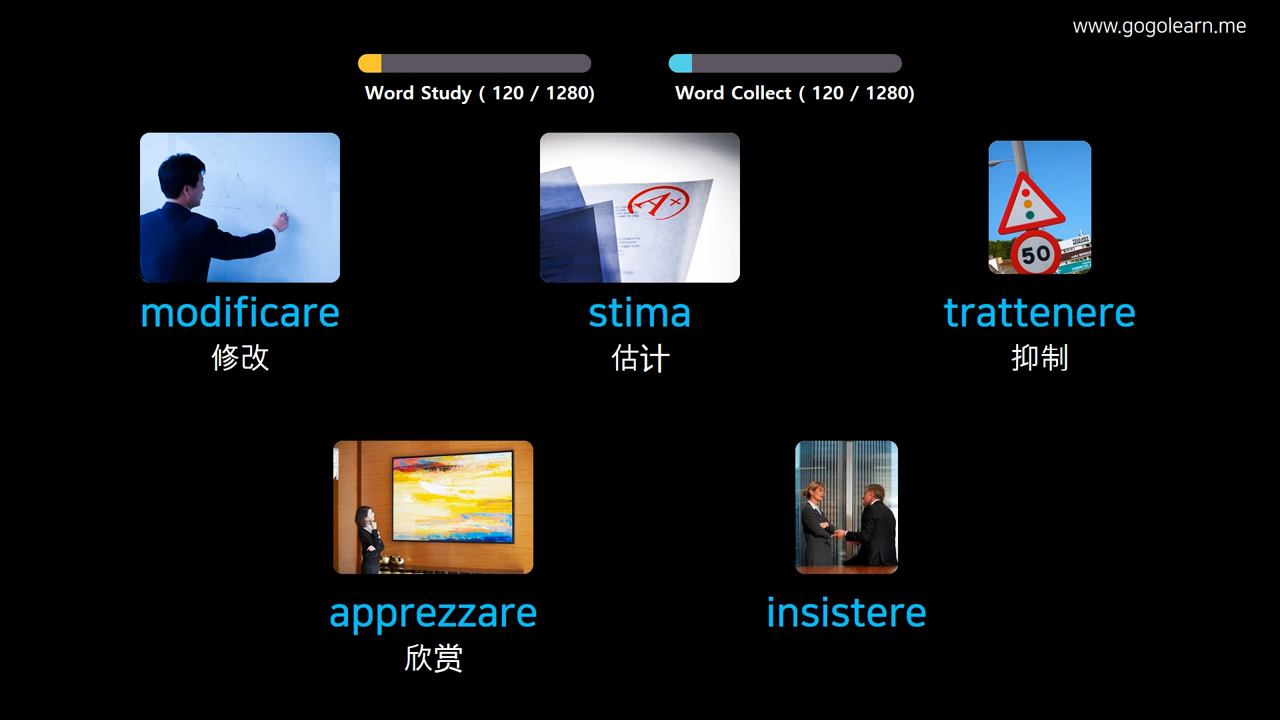 www.gogolearn.me
Word Study ( 120 / 1280)
Word Collect ( 120 / 1280)
A+
50
modificare
stima
trattenere
修改
估计
抑制
apprezzare
insistere
欣赏